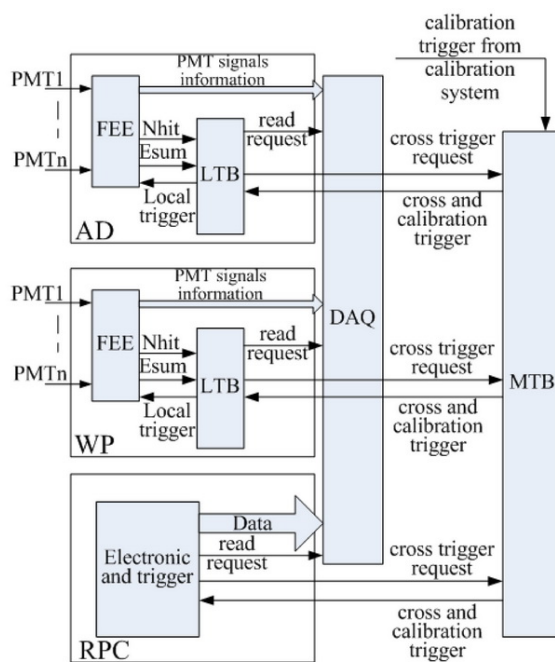 calibration
trigger from
calibration
system
PMT signals
information
PMT1
FEE
Nhit
Esum
LTB
read
request
PMTn
Local
trigger
AD
cross trigger
request
cross and
calibration
trigger
PMT signals
information
PMT1
FEE
Nhit
Esum
LTB
read
request
PMTn
Local
trigger
WP
DAQ
cross trigger
request
cross and
calibration
trigger
MTB
Data
Electronic
and trigger
read
request
RPC
cross trigger
request
cross and
calibration
trigger